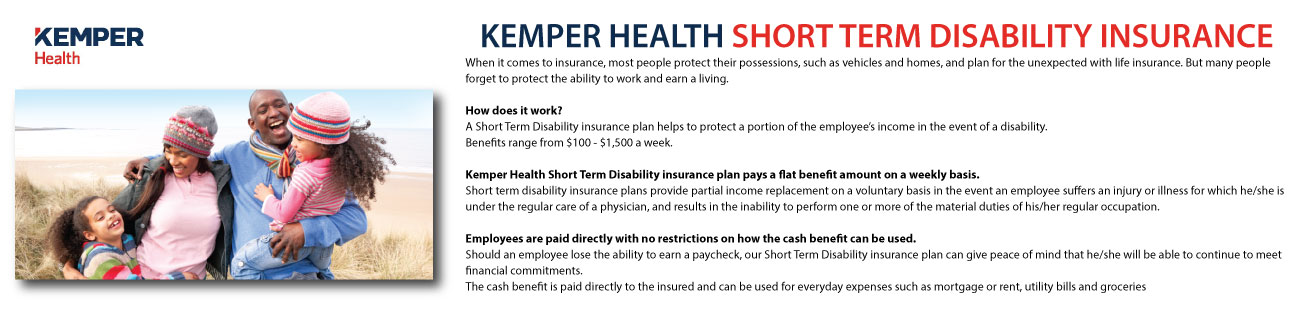 KEMPER
Health
KEMPER HEALTH SHORT TERM DISABILITY INSURANCE
When it comes to insurance, most people protect their possessions, such as vehicles and homes, and plan for the unexpected with life insurance. But many people
forget to protect the ability to work and earn a living.
How does it work?
A Short Term Disability insurance plan helps to protect a portion of the employee's income in the event of a disability.
Benefits range from $100 - $1,500 a week.
Kemper Health Short Term Disability insurance plan pays a flat benefit amount on a weekly basis.
Short term disability insurance plans provide partial income replacement on a voluntary basis in the event an employee suffers an injury or illness for which he/she is
under the regular care of a physician, and results in the inability to perform one or more of the material duties of his/her regular occupation.
Employees are paid directly with no restrictions on how the cash benefit can be used.
Should an employee lose the ability to earn a paycheck, our Short Term Disability insurance plan can give peace of mind that he/she will be able to continue to meet
financial commitments.
The cash benefit is paid directly to the insured and can be used for everyday expenses such as mortgage or rent, utility bills and groceries